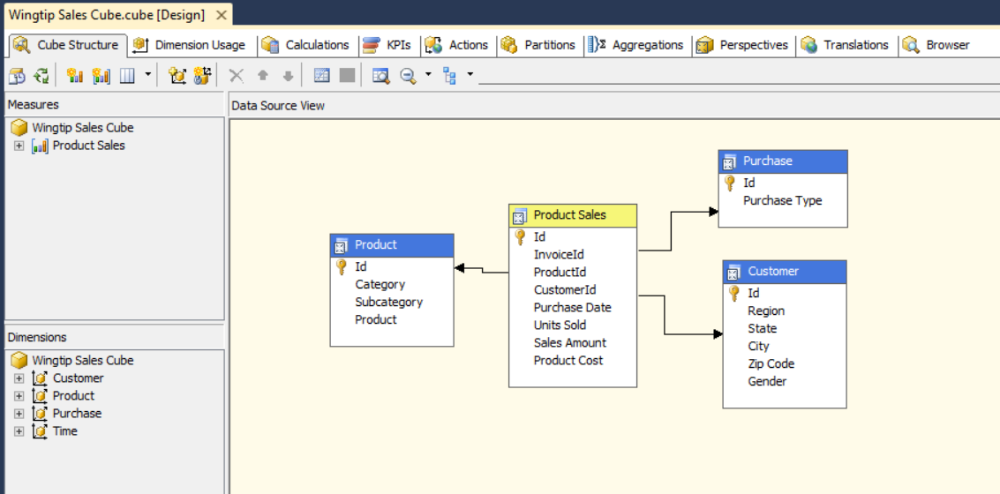 Wingtip Sales Cube.cube [Design]
Cube Structure Dimension Usage Calculations KPIs Actions Partitions Aggregations Perspectives Translations Browser
Measures
Wingtip Sales Cube
Product Sales
Dimensions
Wingtip Sales Cube
Customer
Product
Purchase
Time
Data Source View
Product
Id
Category
Subcategory
Product
Product Sales
Id
InvoiceId
ProductId
CustomerId
Purchase Date
Units Sold
Sales Amount
Product Cost
Purchase
Id
Purchase Type
Customer
Id
Region
State
City
Zip Code
Gender